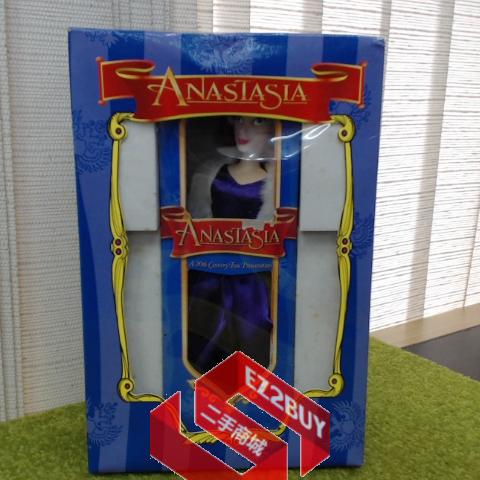 ANASTASIA
ANASTASIA
A 20th Century Fox Presentation
EZ2BUY
二手商城